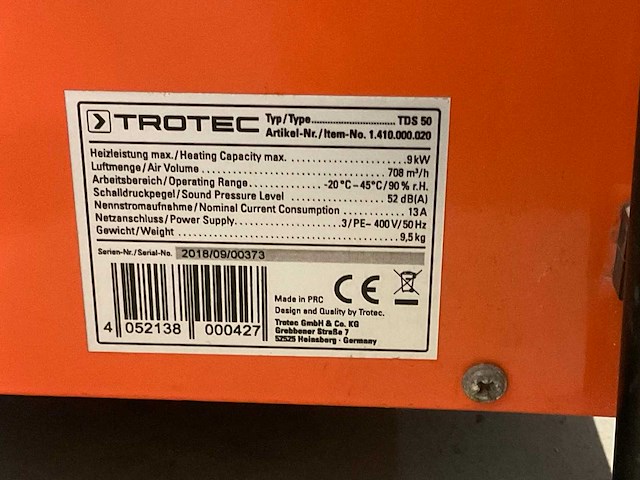 TROTEC
Typ/Type............................ TDS 50
Artikel-Nr./Item-No. 1.410.000.020
Heizleistung max./Heating Capacity max. .......................... 9 kW
Luftmenge/Air Volume .......................................... 708 m³/h
Arbeitsbereich/Operating Range .............. -20 °C – 45°C/90 % r.H.
Schalldruckpegel/Sound Pressure Level .................... 52 dB(A)
Nennstromaufnahme/Nominal Current Consumption ............ 13 A
Netzanschluss/Power Supply..................... 3/PE~ 400 V/50 Hz
Gewicht/Weight ................................................ 9,5 kg
Serien-Nr./Serial-No. 2018/09/00373
Made in PRC
CE
Design and Quality by Trotec.
Trotec GmbH & Co. KG
Grebbener Straße 7
52525 Heinsberg · Germany
4 052138 000427